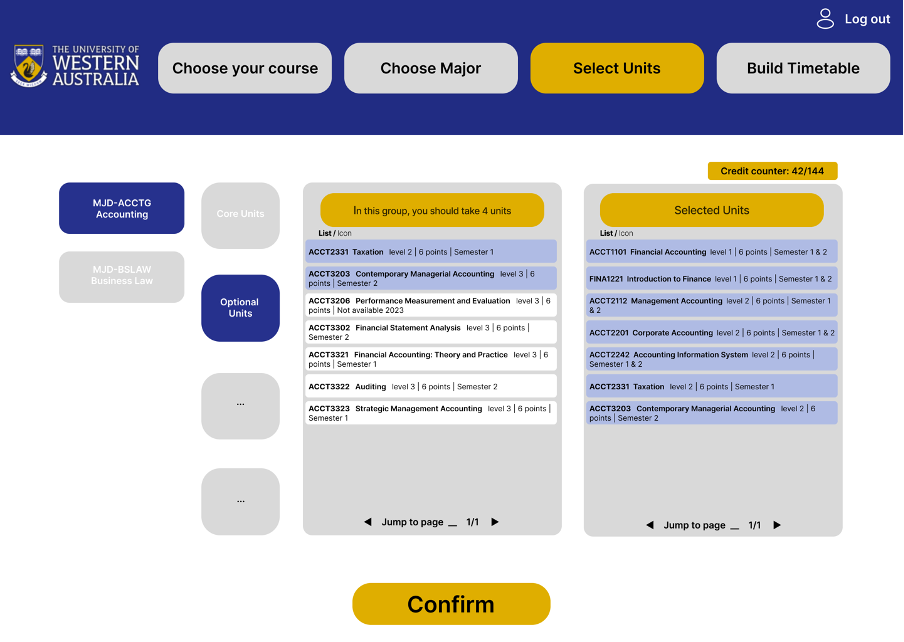 Log out
THE UNIVERSITY OF
WESTERN
AUSTRALIA
Choose your course
Choose Major
Select Units
Build Timetable
Credit counter: 42/144
MJD-ACCTG
Accounting
MJD-BSLAW
Business Law
Core Units
Optional
Units
...
...
In this group, you should take 4 units
List / Icon
ACCT2331 Taxation level 2 | 6 points | Semester 1
ACCT3203 Contemporary Managerial Accounting level 3 | 6
points | Semester 2
ACCT3206 Performance Measurement and Evaluation level 3 | 6
points | Not available 2023
ACCT3302 Financial Statement Analysis level 3 | 6 points |
Semester 2
ACCT3321 Financial Accounting: Theory and Practice level 3 | 6
points | Semester 1
ACCT3322 Auditing level 3 | 6 points | Semester 2
ACCT3323 Strategic Management Accounting level 3 | 6 points |
Semester 1
◀ Jump to page __ 1/1 ▶
Selected Units
List / Icon
ACCT1101 Financial Accounting level 1 | 6 points | Semester 1 & 2
FINA1221 Introduction to Finance level 1 | 6 points | Semester 1 & 2
ACCT2112 Management Accounting level 2 | 6 points | Semester 1
& 2
ACCT2201 Corporate Accounting level 2 | 6 points | Semester 1 & 2
ACCT2242 Accounting Information System level 2 | 6 points |
Semester 1 & 2
ACCT2331 Taxation level 2 | 6 points | Semester 1
ACCT3203 Contemporary Managerial Accounting level 2 | 6
points | Semester 2
◀ Jump to page __ 1/1 ▶
Confirm